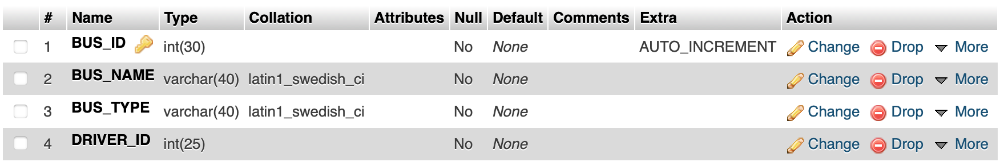 # Name Type Collation Attributes Null Default Comments Extra Action
1 BUS_ID int(30) No None AUTO_INCREMENT Change Drop More
2 BUS_NAME varchar(40) latin1_swedish_ci No None Change Drop More
3 BUS_TYPE varchar(40) latin1_swedish_ci No None Change Drop More
4 DRIVER_ID int(25) No None Change Drop More